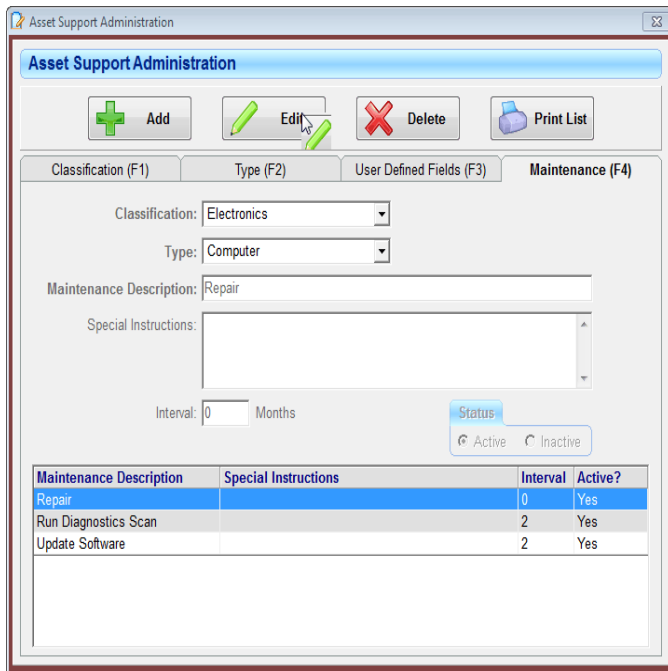 Asset Support Administration
Asset Support Administration
Add Edit Delete Print List
Classification (F1) Type (F2) User Defined Fields (F3) Maintenance (F4)
Classification: Electronics
Type: Computer
Maintenance Description: Repair
Special Instructions:
Interval: 0 Months
Status
Active Inactive
Maintenance Description Special Instructions Interval Active?
Repair 0 Yes
Run Diagnostics Scan 2 Yes
Update Software 2 Yes